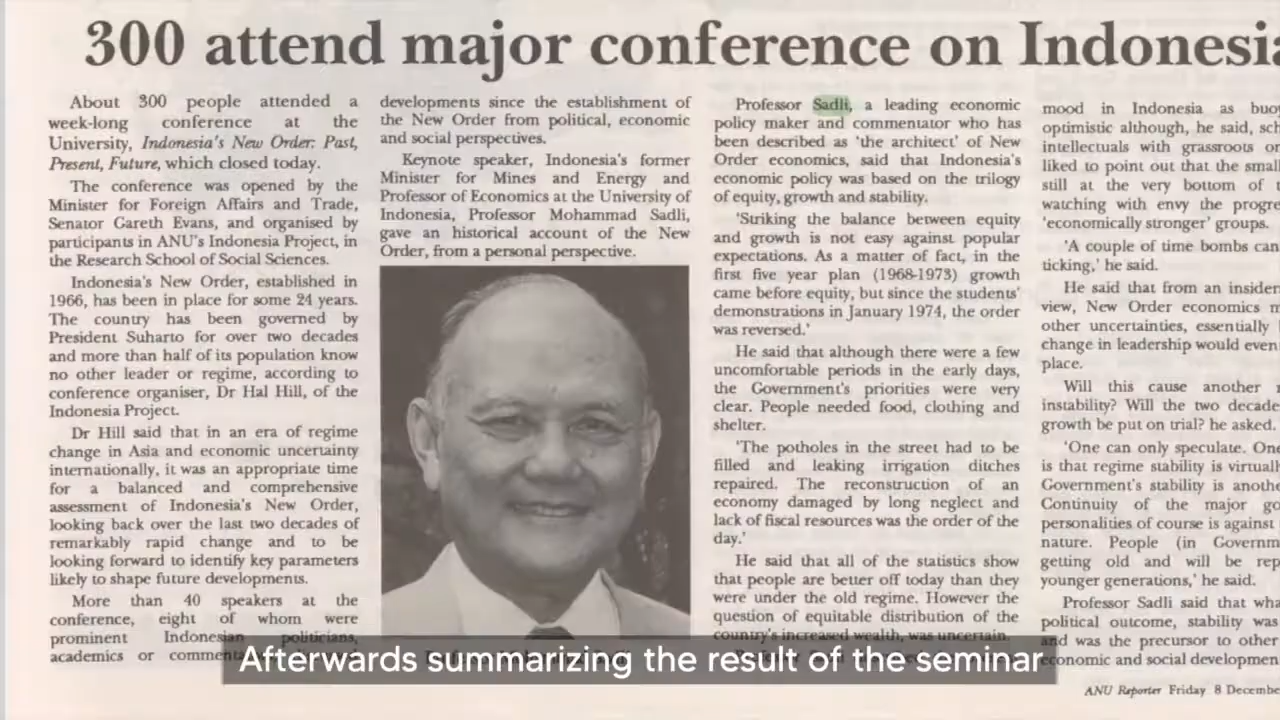 300 attend major conference on Indonesia
About 300 people attended a
week-long conference at the
University, Indonesia's New Order: Past,
Present, Future, which closed today.
The conference was opened by the
Minister for Foreign Affairs and Trade,
Senator Gareth Evans, and organised by
participants in ANU's Indonesia Project, in
the Research School of Social Sciences.
Indonesia's New Order, established in
1966, has been in place for some 24 years.
The country has been governed by
President Suharto for over two decades
and more than half of its population know
no other leader or regime, according to
conference organiser, Dr Hal Hill, of the
Indonesia Project.
Dr Hill said that in an era of regime
change in Asia and economic uncertainty
internationally, it was an appropriate time
for a balanced and comprehensive
assessment of Indonesia's New Order,
looking back over the last two decades of
remarkably rapid change and to be
looking forward to identify key parameters
likely to shape future developments.
More than 40 speakers at the
conference, eight of whom were
prominent Indonesian politicians,
academics or
developments since the establishment of
the New Order from political, economic
and social perspectives.
Keynote speaker, Indonesia's former
Minister for Mines and Energy and
Professor of Economics at the University of
Indonesia, Professor Mohammad Sadli,
gave an historical account of the New
Order, from a personal perspective.
Professor Sadli, a leading economic
policy maker and commentator who has
been described as 'the architect' of New
Order economics, said that Indonesia's
economic policy was based on the trilogy
of equity, growth and stability.
'Striking the balance between equity
and growth is not easy against popular
expectations. As a matter of fact, in the
first five year plan (1968-1973) growth
came before equity, but since the students'
demonstrations in January 1974, the order
was reversed.'
He said that although there were a few
uncomfortable periods in the early days,
the Government's priorities were very
clear. People needed food, clothing and
shelter.
'The potholes in the street had to be
filled and leaking irrigation ditches
repaired. The reconstruction of an
economy damaged by long neglect and
lack of fiscal resources was the order of the
day.'
He said that all of the statistics show
that people are better off today than they
were under the old regime. However the
question of equitable distribution of the
country's increased wealth, was uncertain.
mood in Indonesia as
optimistic although, he said,
intellectuals with grassroots
liked to point out that the
still at the very bottom of
watching with envy the
'economically stronger' groups.
'A couple of time bombs can
ticking,' he said.
He said that from an
view, New Order economics
other uncertainties, essentially
change in leadership would
place.
Will this cause another
instability? Will the two
growth be put on trial? he asked.
'One can only speculate. One
is that regime stability is
Government's stability is
Continuity of the major
personalities of course is against
nature. People (in
getting old and will be
younger generations,' he said.
Professor Sadli said that
political outcome, stability was
and was the precursor to other
economic and social
ANU Reporter Friday 8
Afterwards summarizing the result of the seminar